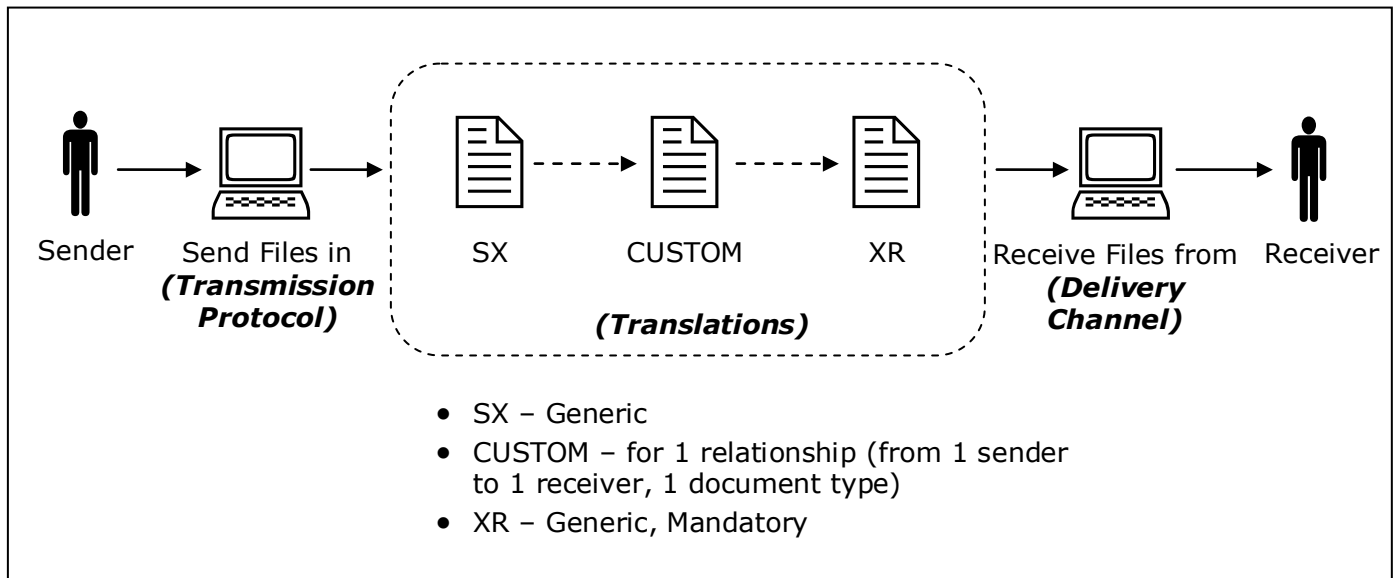 Sender
Send Files in
(Transmission
Protocol)
SX
CUSTOM
XR
(Translations)
Receive Files from
(Delivery
Channel)
Receiver
• SX – Generic
• CUSTOM – for 1 relationship (from 1 sender
to 1 receiver, 1 document type)
• XR – Generic, Mandatory